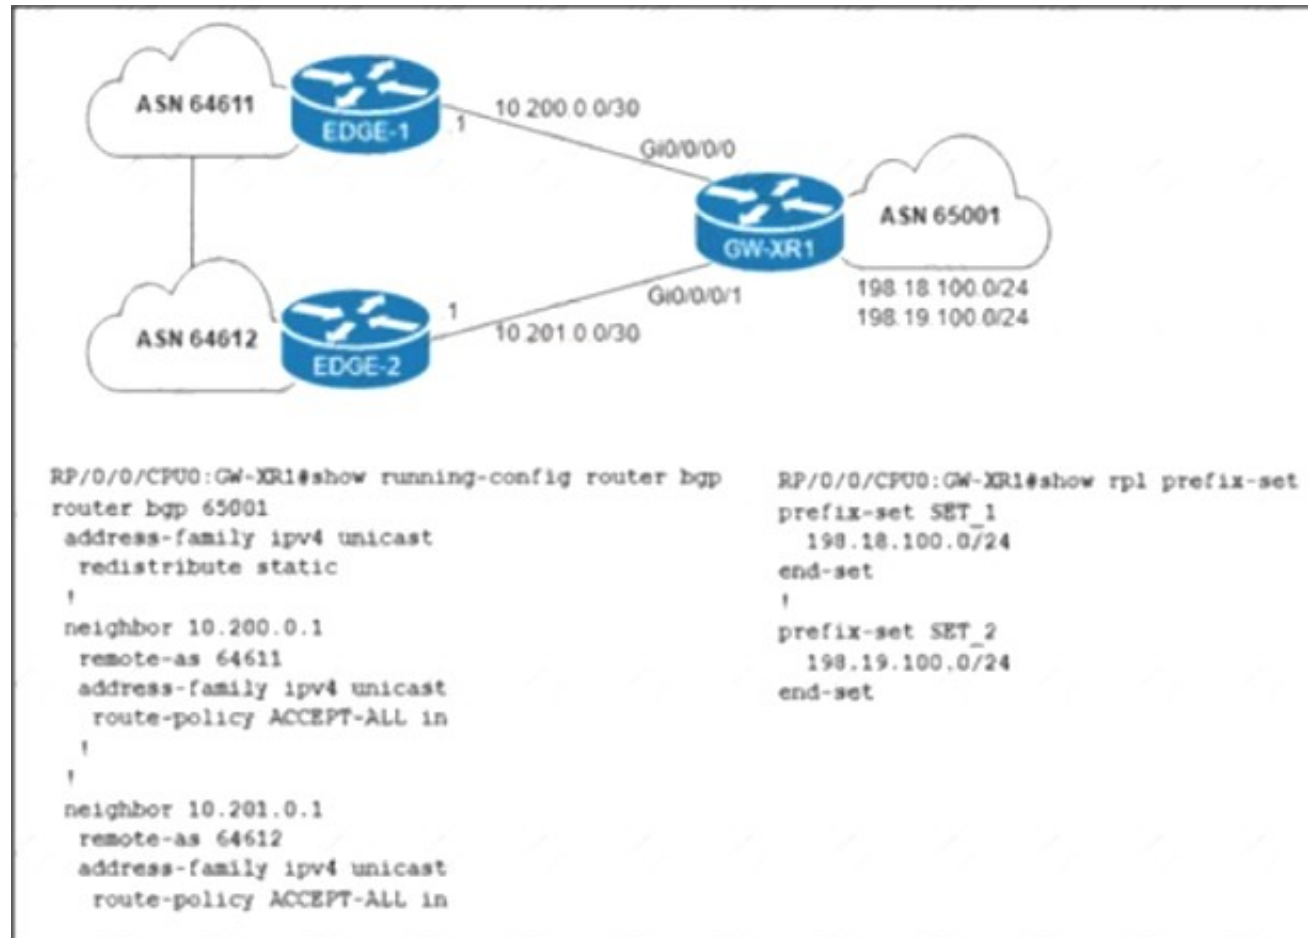 ASN 64611
EDGE-1
.1
10.200.0.0/30
Gi0/0/0/0
ASN 65001
GW-XR1
198.18.100.0/24
198.19.100.0/24
Gi0/0/0/1
10.201.0.0/30
1
ASN 64612
EDGE-2
RP/0/0/CPU0:GW-XR1#show running-config router bgp
router bgp 65001
address-family ipv4 unicast
redistribute static
!
neighbor 10.200.0.1
remote-as 64611
address-family ipv4 unicast
route-policy ACCEPT-ALL in
!
!
neighbor 10.201.0.1
remote-as 64612
address-family ipv4 unicast
route-policy ACCEPT-ALL in
RP/0/0/CPU0:GW-XR1#show rpl prefix-set
prefix-set SET_1
198.18.100.0/24
end-set
!
prefix-set SET_2
198.19.100.0/24
end-set